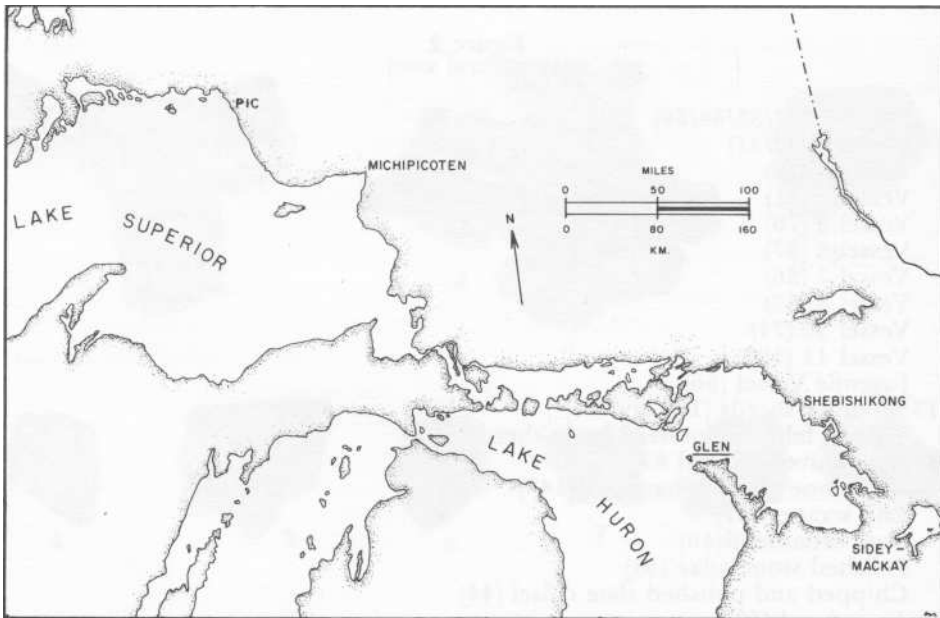 PIC
MICHIPICOTEN
MILES
0 50 100
0 80 160
KM.
N
LAKE SUPERIOR
SHEBISHIKONG
GLEN
LAKE HURON
SIDEY-
MACKAY